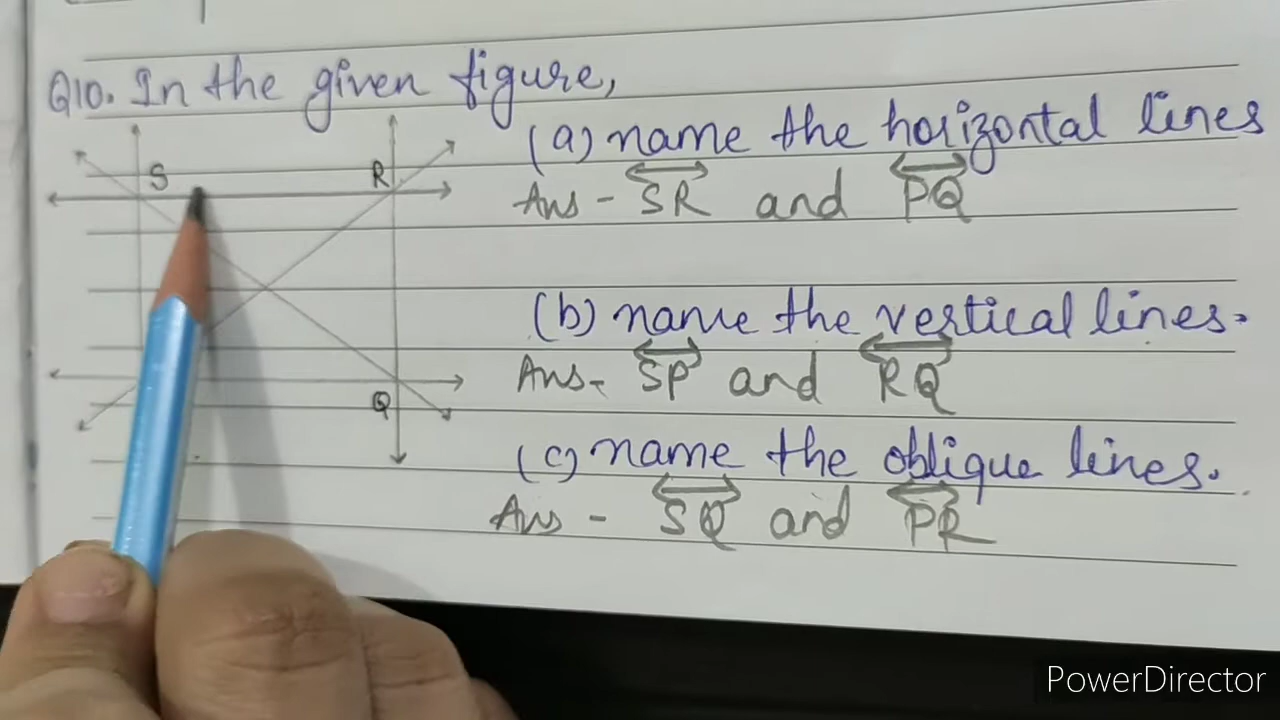 Q10. In the given figure,
(a) name the horizontal lines
Ans - SR and PQ
(b) name the vertical lines.
Ans- SP and RQ
(c) name the oblique lines.
Ans - SQ and PR
S R
Q
PowerDirector